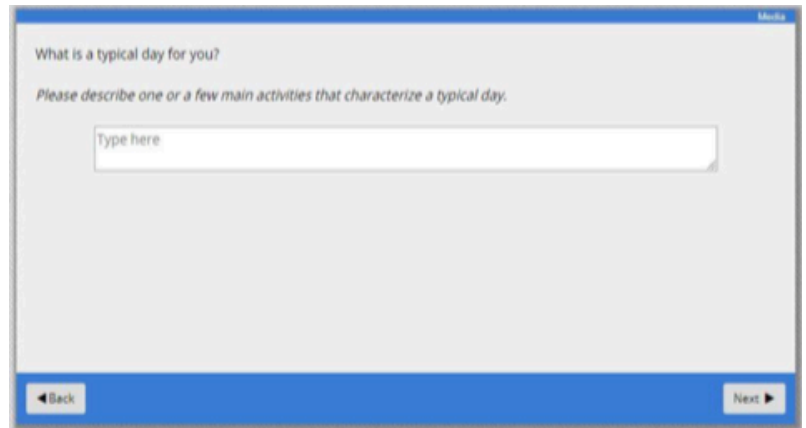 Media
What is a typical day for you?
Please describe one or a few main activities that characterize a typical day.
Type here
Back
Next